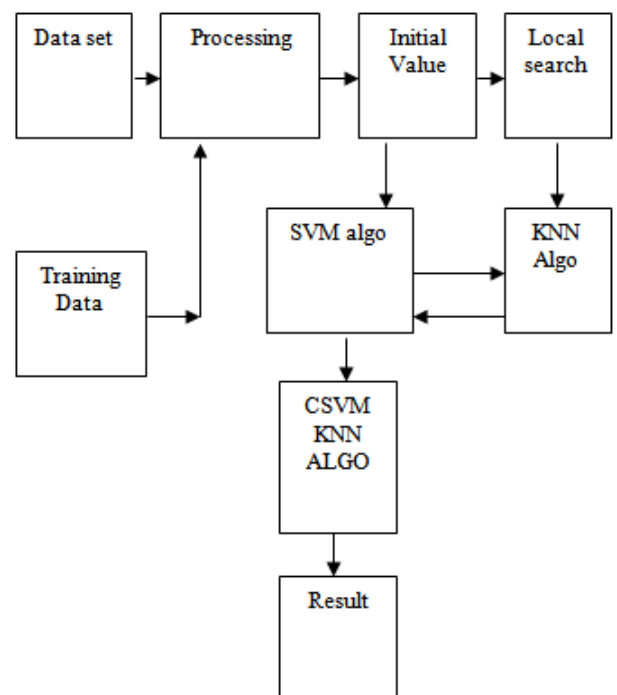 Data set
Processing
Initial
Value
Local
search
SVM algo
KNN
Algo
Training
Data
CSVM
KNN
ALGO
Result